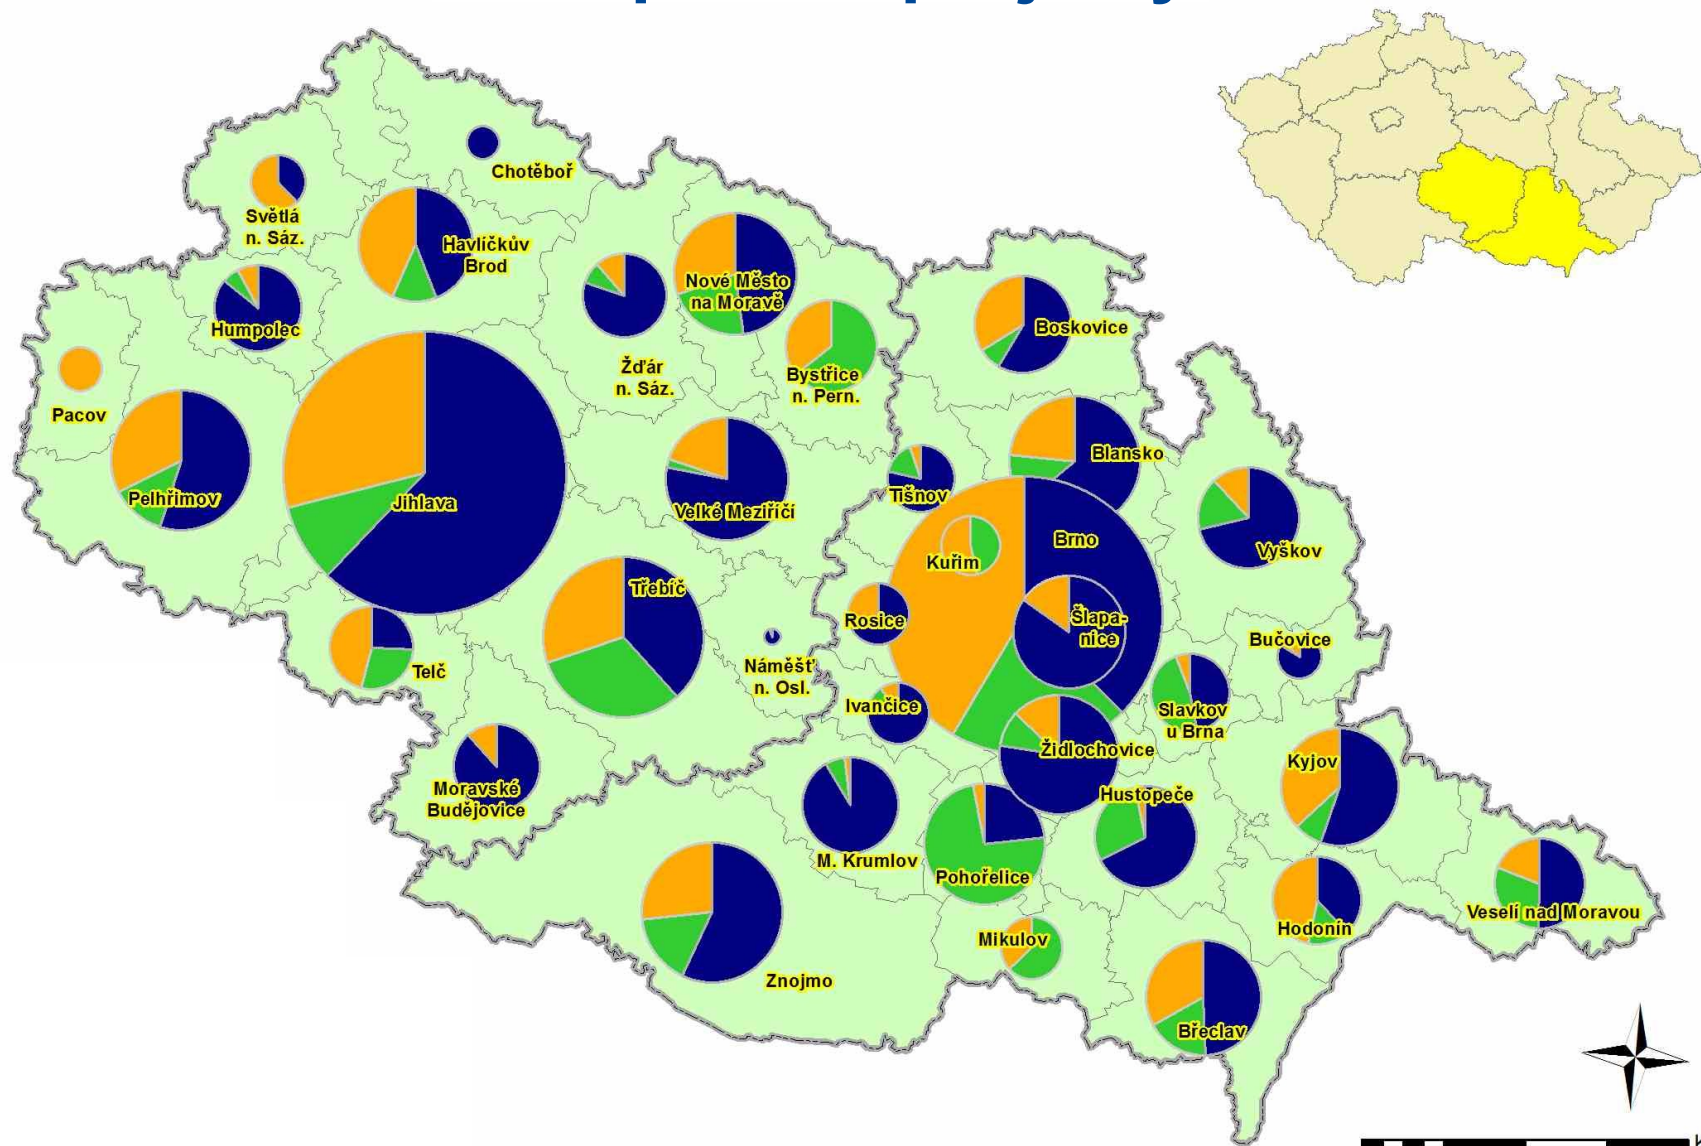 Chotěboř
Světlá
n. Sáz.
Havlíčkův
Brod
Nové Město
na Moravě
Humpolec
Boskovice
Žďár
n. Sáz.
Bystřice
n. Pern.
Pacov
Blansko
Pelhřimov
Jihlava
Velké Meziříčí
Tišnov
Vyškov
Brno
Kuřim
Třebíč
Rosice
Šlapa-
nice
Bučovice
Telč
Náměšť
n. Osl.
Ivančice
Slavkov
u Brna
Židlochovice
Kyjov
Moravské
Budějovice
Hustopeče
M. Krumlov
Pohořelice
Veselí nad Moravou
Hodonín
Mikulov
Znojmo
Břeclav